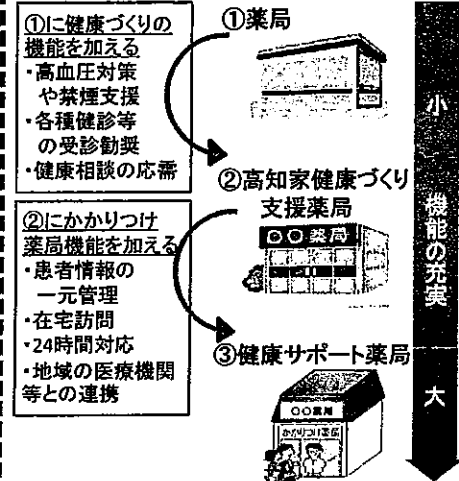 ①に健康づくりの
機能を加える
・高血圧対策
や禁煙支援
・各種健診等
の受診勧奨
・健康相談の応需
①薬局
②高知家健康づくり
支援薬局
〇〇薬局
②にかかりつけ
薬局機能を加える
・患者情報の
一元管理
・在宅訪問
・24時間対応
・地域の医療機関
等との連携
③健康サポート薬局
〇〇薬局
かかりつけ薬局
小
機能の充実
大